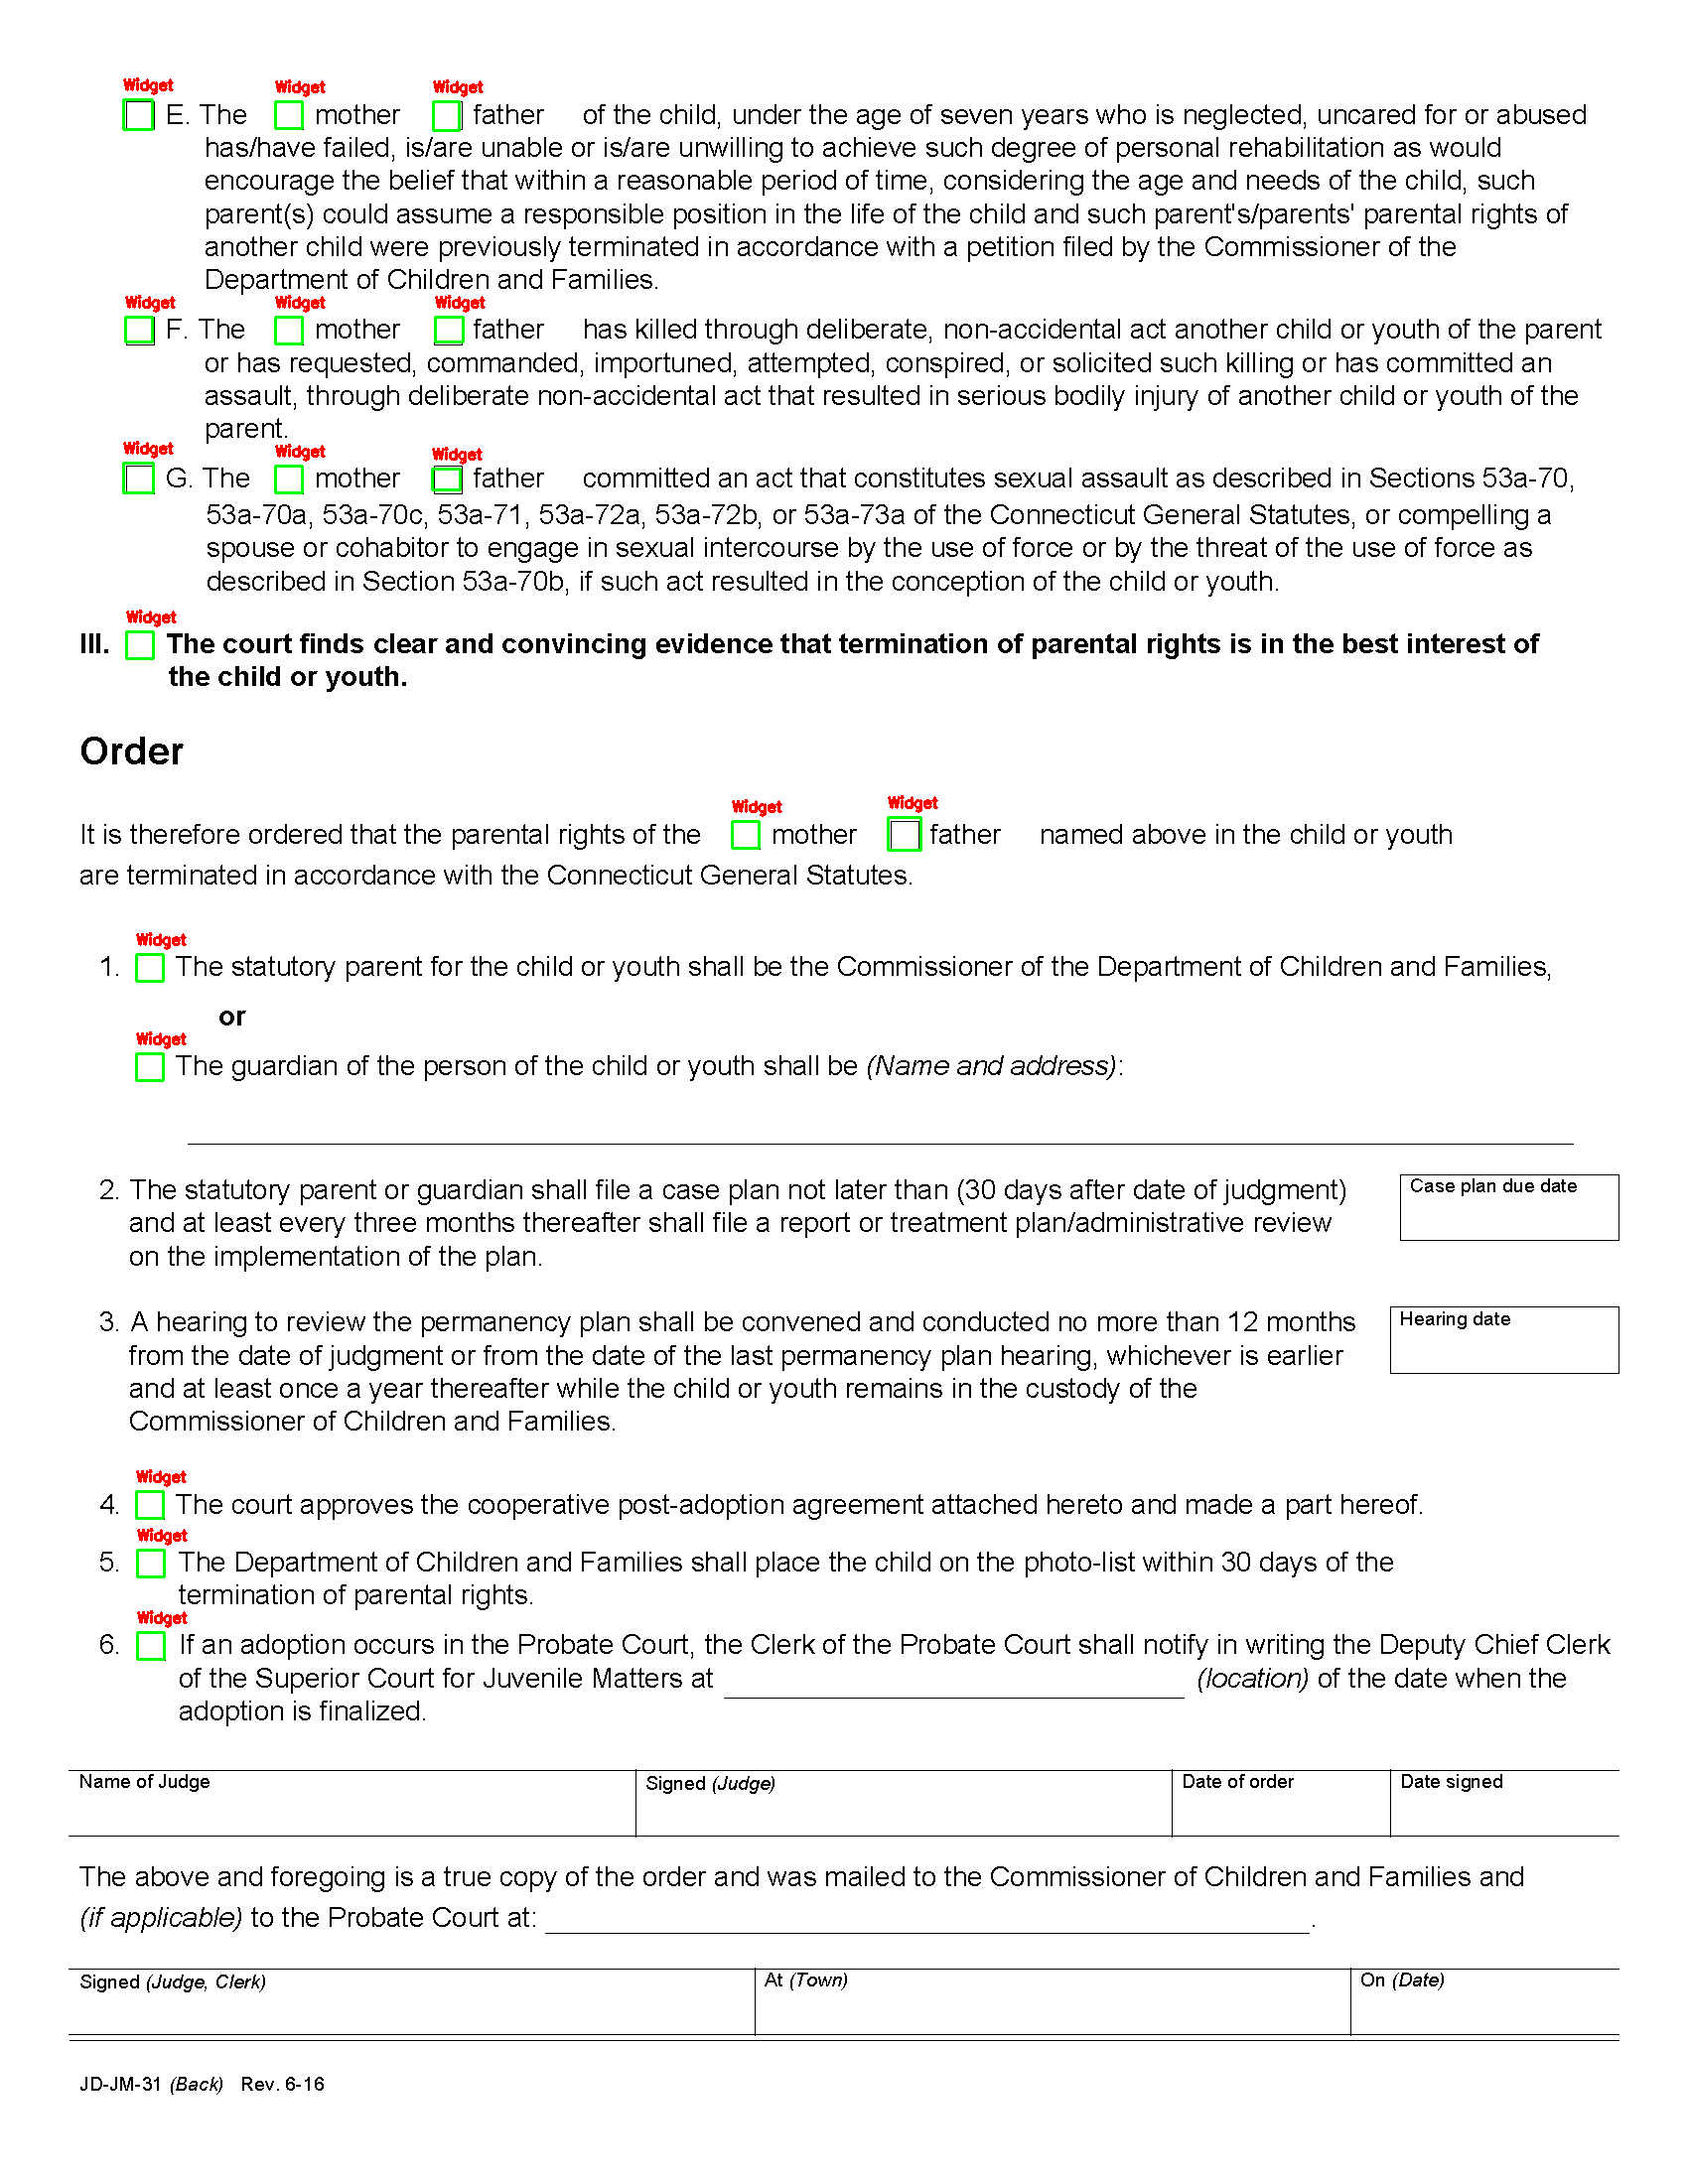 Widget Widget Widget
E. The mother father of the child, under the age of seven years who is neglected, uncared for or abused
has/have failed, is/are unable or is/are unwilling to achieve such degree of personal rehabilitation as would
encourage the belief that within a reasonable period of time, considering the age and needs of the child, such
parent(s) could assume a responsible position in the life of the child and such parent's/parents' parental rights of
another child were previously terminated in accordance with a petition filed by the Commissioner of the
Department of Children and Families.
Widget Widget Widget
F. The mother father has killed through deliberate, non-accidental act another child or youth of the parent
or has requested, commanded, importuned, attempted, conspired, or solicited such killing or has committed an
assault, through deliberate non-accidental act that resulted in serious bodily injury of another child or youth of the
parent.
Widget Widget Widget
G. The mother father committed an act that constitutes sexual assault as described in Sections 53a-70,
53a-70a, 53a-70c, 53a-71, 53a-72a, 53a-72b, or 53a-73a of the Connecticut General Statutes, or compelling a
spouse or cohabitor to engage in sexual intercourse by the use of force or by the threat of the use of force as
described in Section 53a-70b, if such act resulted in the conception of the child or youth.
Widget
III. The court finds clear and convincing evidence that termination of parental rights is in the best interest of
the child or youth.
Order
Widget Widget
It is therefore ordered that the parental rights of the mother father named above in the child or youth
are terminated in accordance with the Connecticut General Statutes.
Widget
1. The statutory parent for the child or youth shall be the Commissioner of the Department of Children and Families,
or
Widget
The guardian of the person of the child or youth shall be (Name and address):
2. The statutory parent or guardian shall file a case plan not later than (30 days after date of judgment)
and at least every three months thereafter shall file a report or treatment plan/administrative review
on the implementation of the plan.
Case plan due date
3. A hearing to review the permanency plan shall be convened and conducted no more than 12 months
from the date of judgment or from the date of the last permanency plan hearing, whichever is earlier
and at least once a year thereafter while the child or youth remains in the custody of the
Commissioner of Children and Families.
Hearing date
Widget
4. The court approves the cooperative post-adoption agreement attached hereto and made a part hereof.
Widget
5. The Department of Children and Families shall place the child on the photo-list within 30 days of the
termination of parental rights.
Widget
6. If an adoption occurs in the Probate Court, the Clerk of the Probate Court shall notify in writing the Deputy Chief Clerk
of the Superior Court for Juvenile Matters at (location) of the date when the
adoption is finalized.
Name of Judge Signed (Judge) Date of order Date signed
The above and foregoing is a true copy of the order and was mailed to the Commissioner of Children and Families and
(if applicable) to the Probate Court at: .
Signed (Judge, Clerk) At (Town) On (Date)
JD-JM-31 (Back) Rev. 6-16